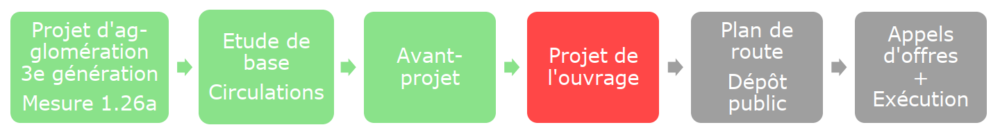 Projet d'ag-
glomération
3e génération
Mesure 1.26a
Etude de
base
Circulations
Avant-
projet
Projet de
l'ouvrage
Plan de
route
Dépôt
public
Appels
d'offres
+
Exécution